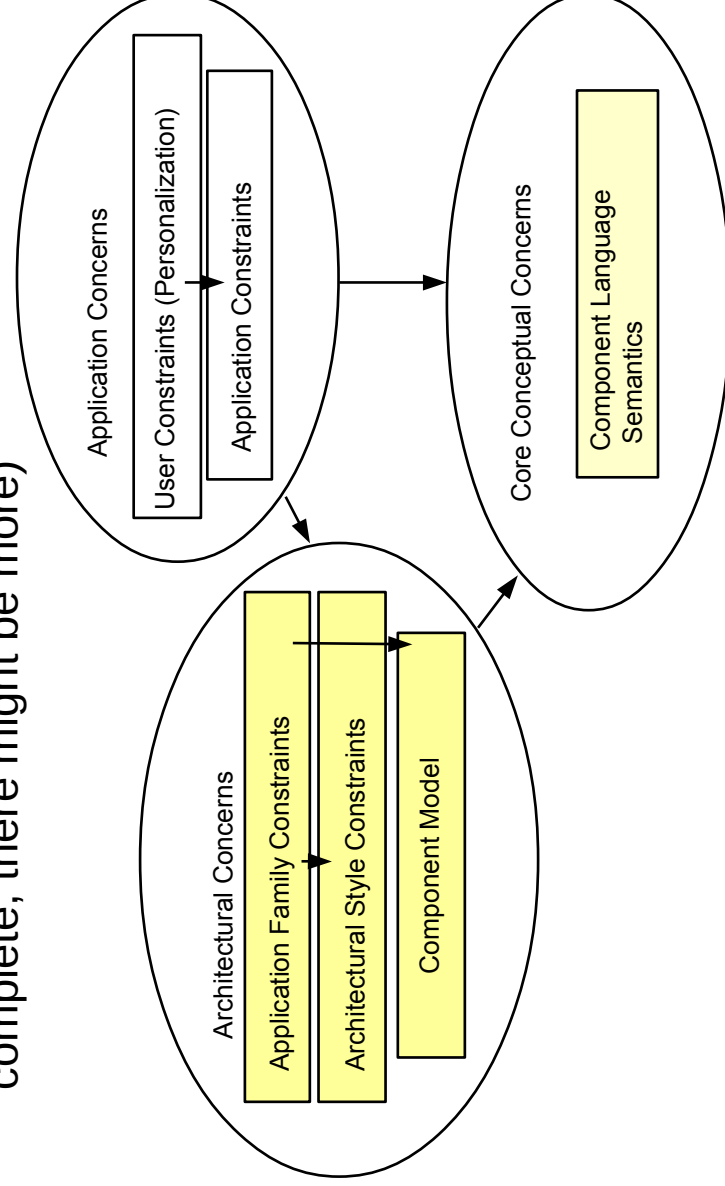 complete, there might be more)
Application Concerns
User Constraints (Personalization)
Application Constraints
Architectural Concerns
Application Family Constraints
Architectural Style Constraints
Component Model
Core Conceptual Concerns
Component Language
Semantics